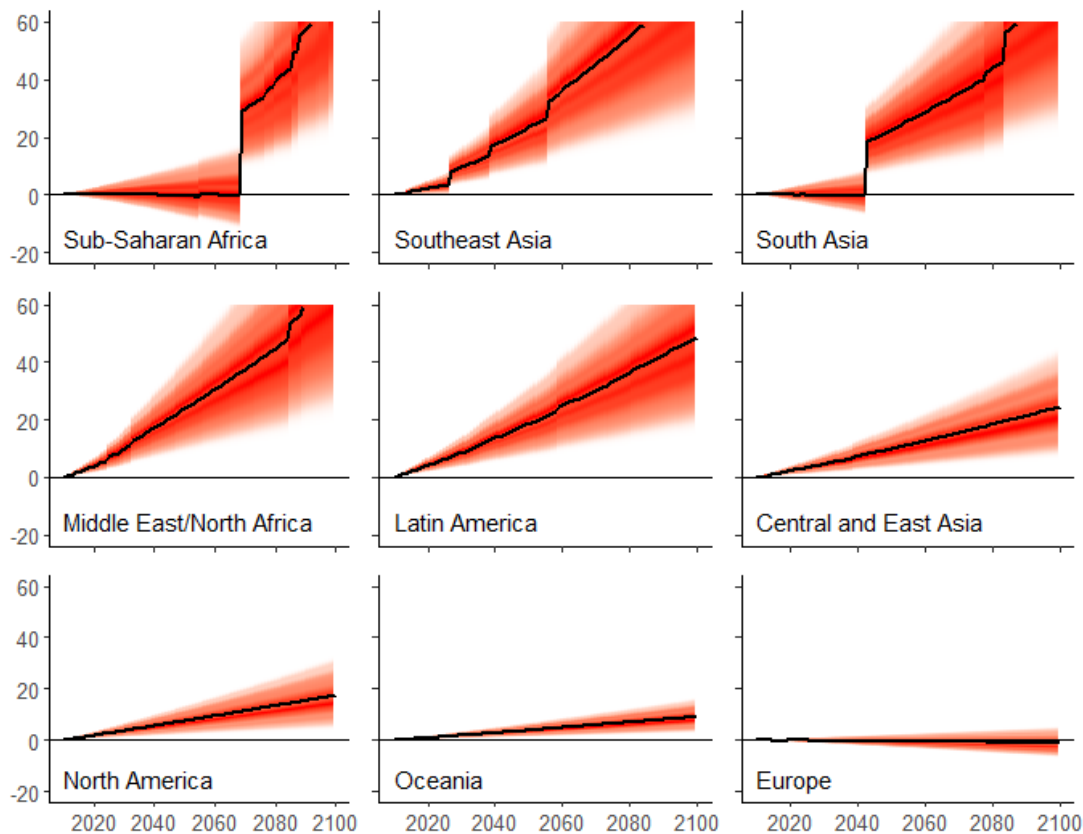 60
40
20
0
-20
Sub-Saharan Africa
Southeast Asia
South Asia
2020 2040 2060 2080 2100
2020 2040 2060 2080 2100
2020 2040 2060 2080 2100
60
40
20
0
-20
Middle East/North Africa
Latin America
Central and East Asia
60
40
20
0
-20
North America
Oceania
Europe